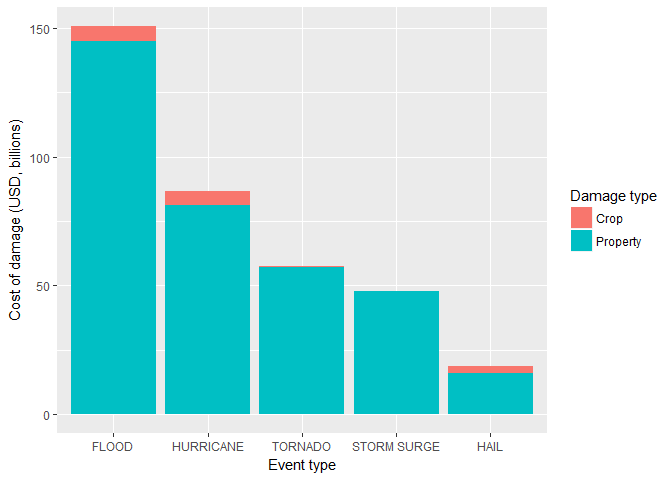 Cost of damage (USD, billions)
150
100
50
0
FLOOD HURRICANE TORNADO STORM SURGE HAIL
Event type
Damage type
Crop
Property